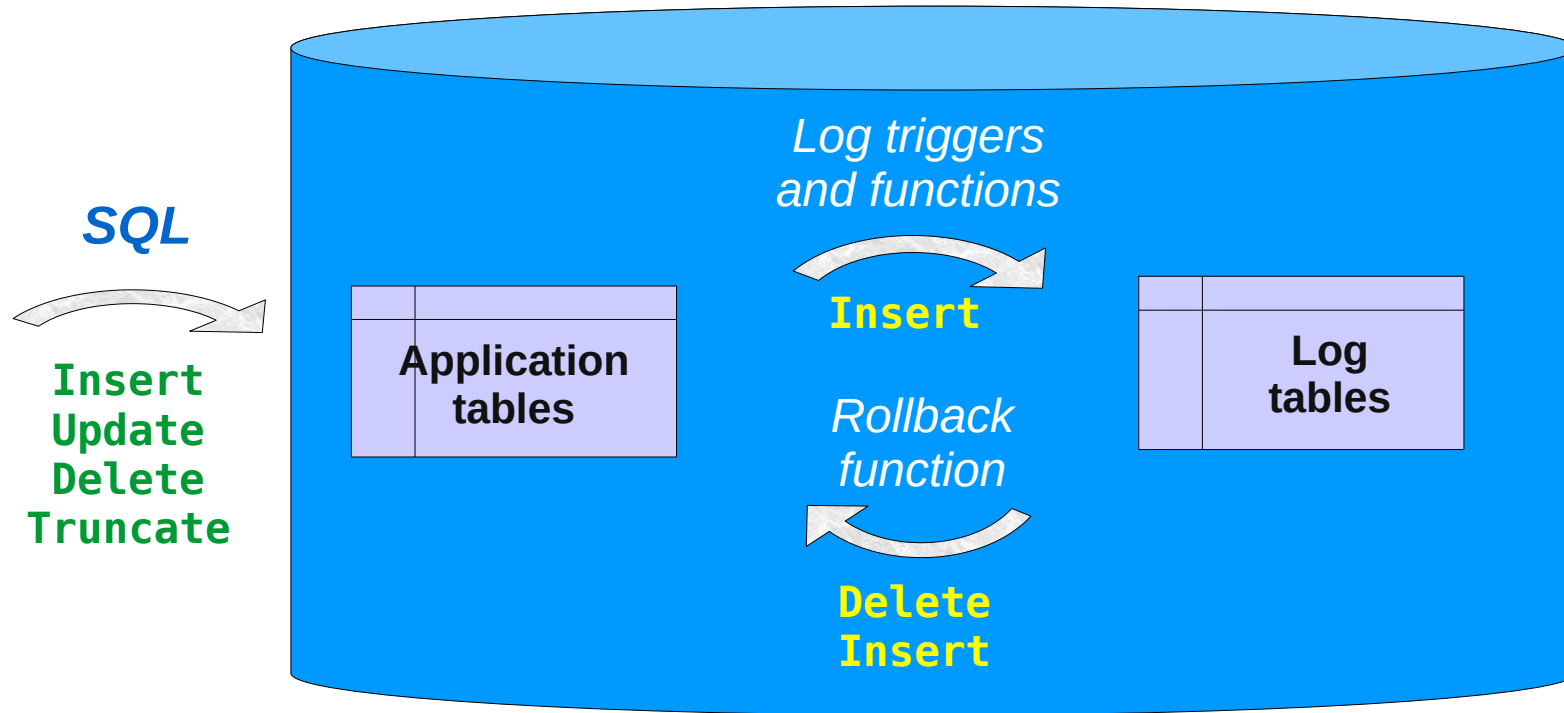 SQL
Insert
Update
Delete
Truncate
Application
tables
Log triggers
and functions
Insert
Rollback
function
Delete
Insert
Log
tables